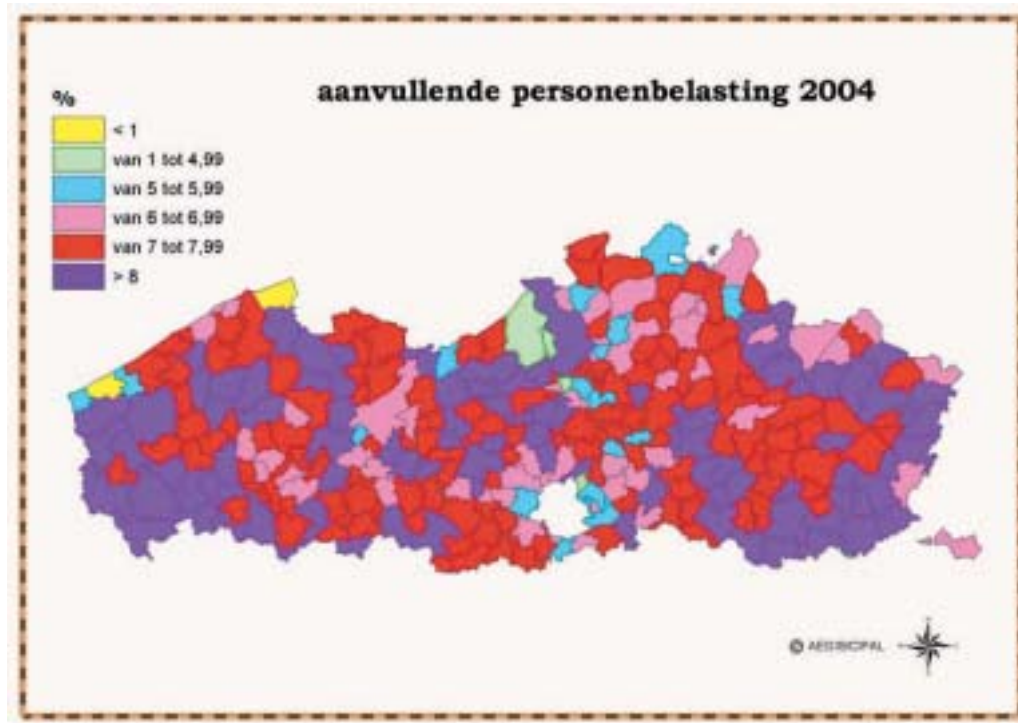 aanvullende personenbelasting 2004
%
< 1
van 1 tot 4,99
van 5 tot 5,99
van 6 tot 6,99
van 7 tot 7,99
> 8
©